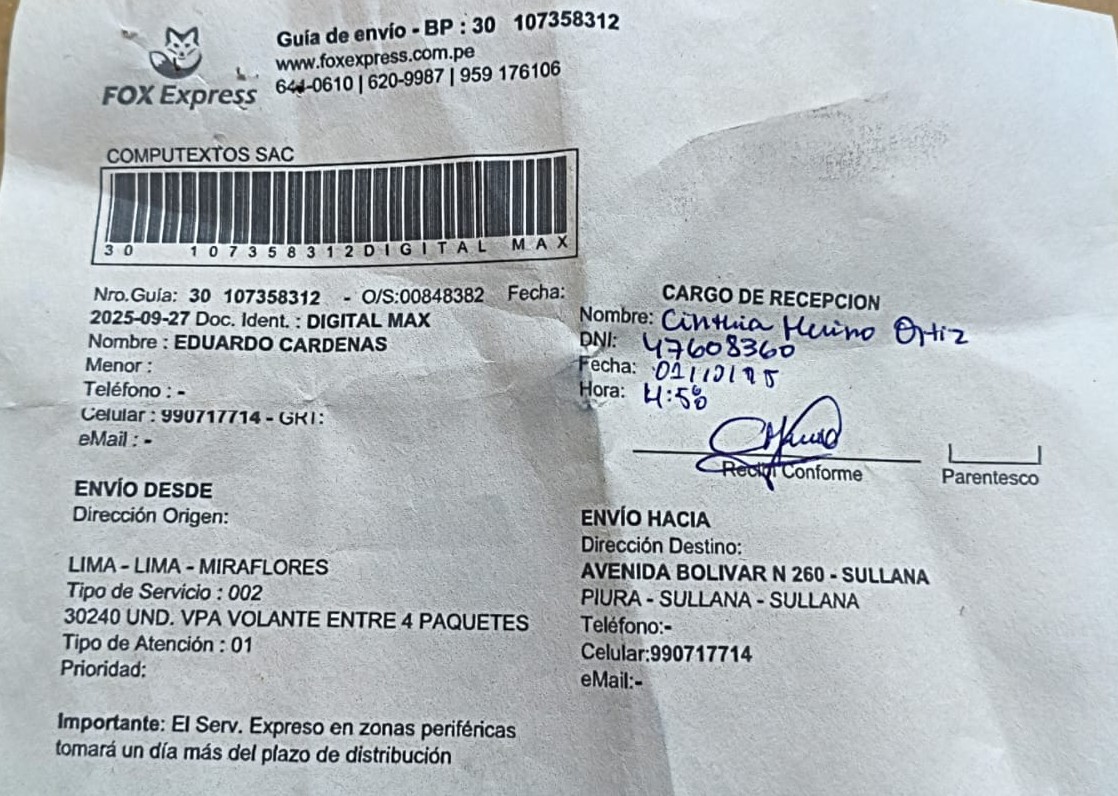 Guía de envío - BP : 30 107358312
www.foxexpress.com.pe
644-0610 | 620-9987 | 959 176106
FOX Express
COMPUTEXTOS SAC
30 107358312DIGITAL MAX
Nro.Guía: 30 107358312 - O/S:00848382 Fecha:
2025-09-27 Doc. Ident. : DIGITAL MAX
Nombre : EDUARDO CARDENAS
Menor :
Teléfono : -
Celular : 990717714 - GRT:
eMail : -
ENVÍO DESDE
Dirección Origen:
LIMA - LIMA - MIRAFLORES
Tipo de Servicio : 002
30240 UND. VPA VOLANTE ENTRE 4 PAQUETES
Tipo de Atención : 01
Prioridad:
Importante: El Serv. Expreso en zonas periféricas
tomará un día más del plazo de distribución
CARGO DE RECEPCION
Nombre: Cinthia Merino Ortiz
DNI: 47608360
Fecha:
Hora: 4:58
Recibí Conforme
Parentesco
ENVÍO HACIA
Dirección Destino:
AVENIDA BOLIVAR N 260 - SULLANA
PIURA - SULLANA - SULLANA
Teléfono:-
Celular:990717714
eMail:-